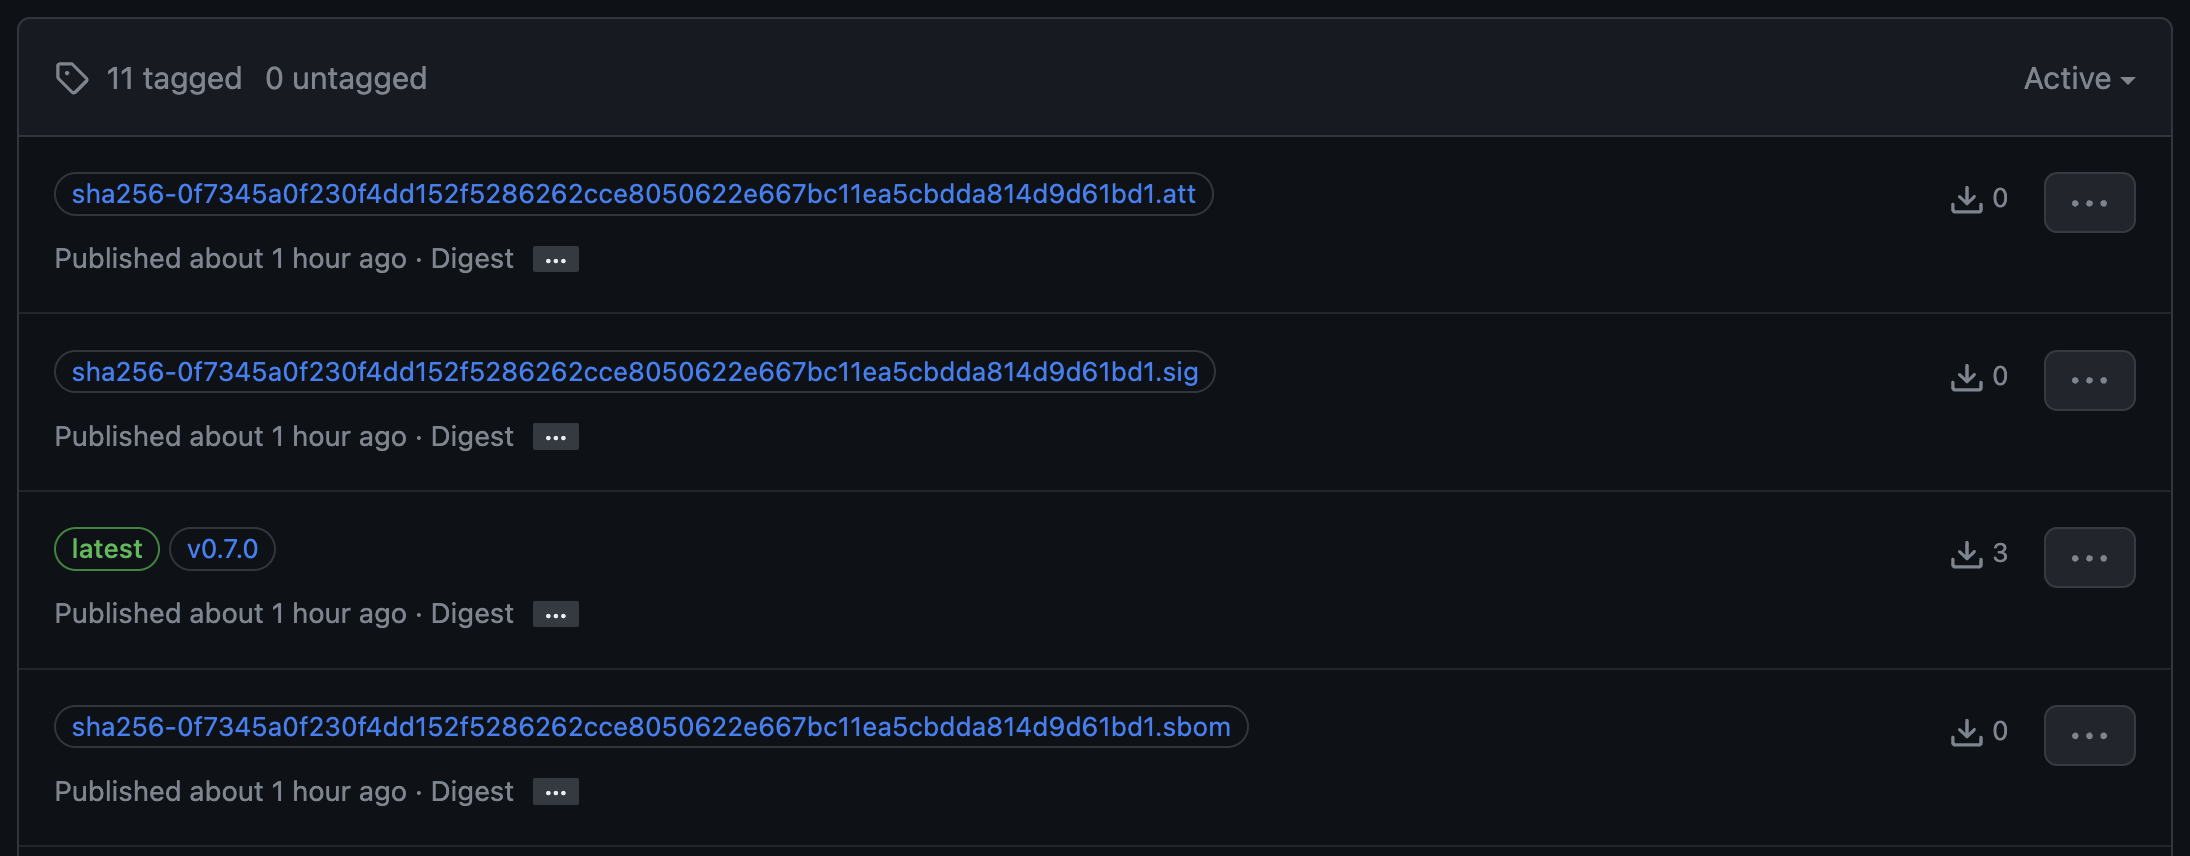 11 tagged 0 untagged Active
sha256-0f7345a0f230f4dd152f5286262cce8050622e667bc11ea5cbdda814d9d61bd1.att 0 ...
Published about 1 hour ago · Digest ...
sha256-0f7345a0f230f4dd152f5286262cce8050622e667bc11ea5cbdda814d9d61bd1.sig 0 ...
Published about 1 hour ago · Digest ...
latest v0.7.0 3 ...
Published about 1 hour ago · Digest ...
sha256-0f7345a0f230f4dd152f5286262cce8050622e667bc11ea5cbdda814d9d61bd1.sbom 0 ...
Published about 1 hour ago · Digest ...